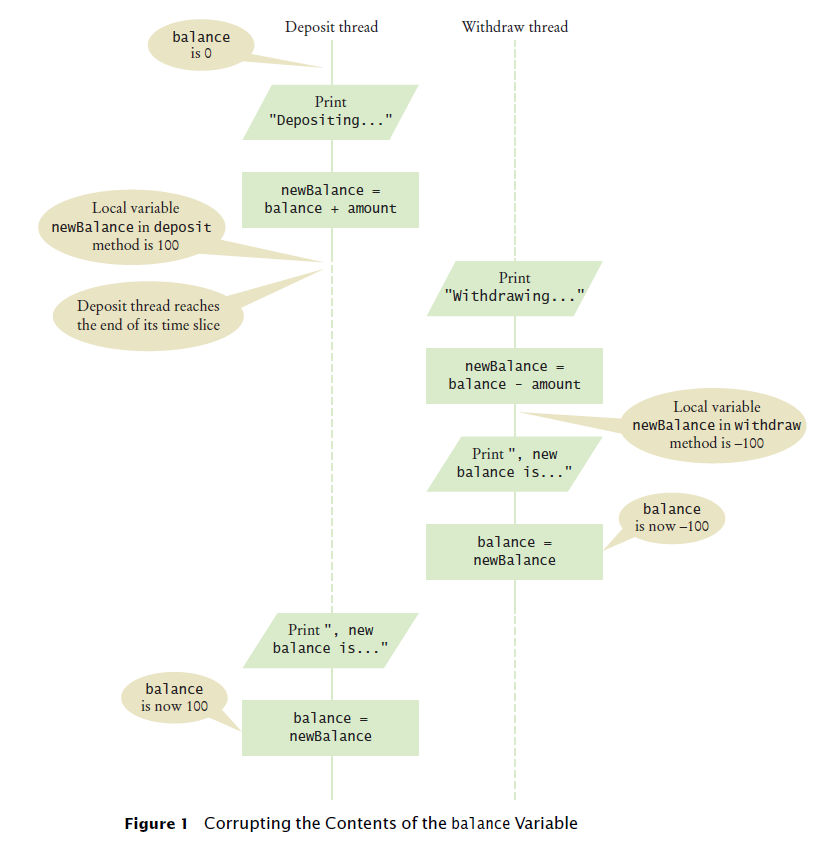 Deposit thread
Withdraw thread
balance
is 0
Print
"Depositing..."
newBalance =
balance + amount
Local variable
newBalance in deposit
method is 100
Print
"Withdrawing..."
Deposit thread reaches
the end of its time slice
newBalance =
balance - amount
Local variable
newBalance in withdraw
method is –100
Print ", new
balance is..."
balance
is now –100
balance =
newBalance
Print ", new
balance is..."
balance
is now 100
balance =
newBalance
Figure 1 Corrupting the Contents of the balance Variable